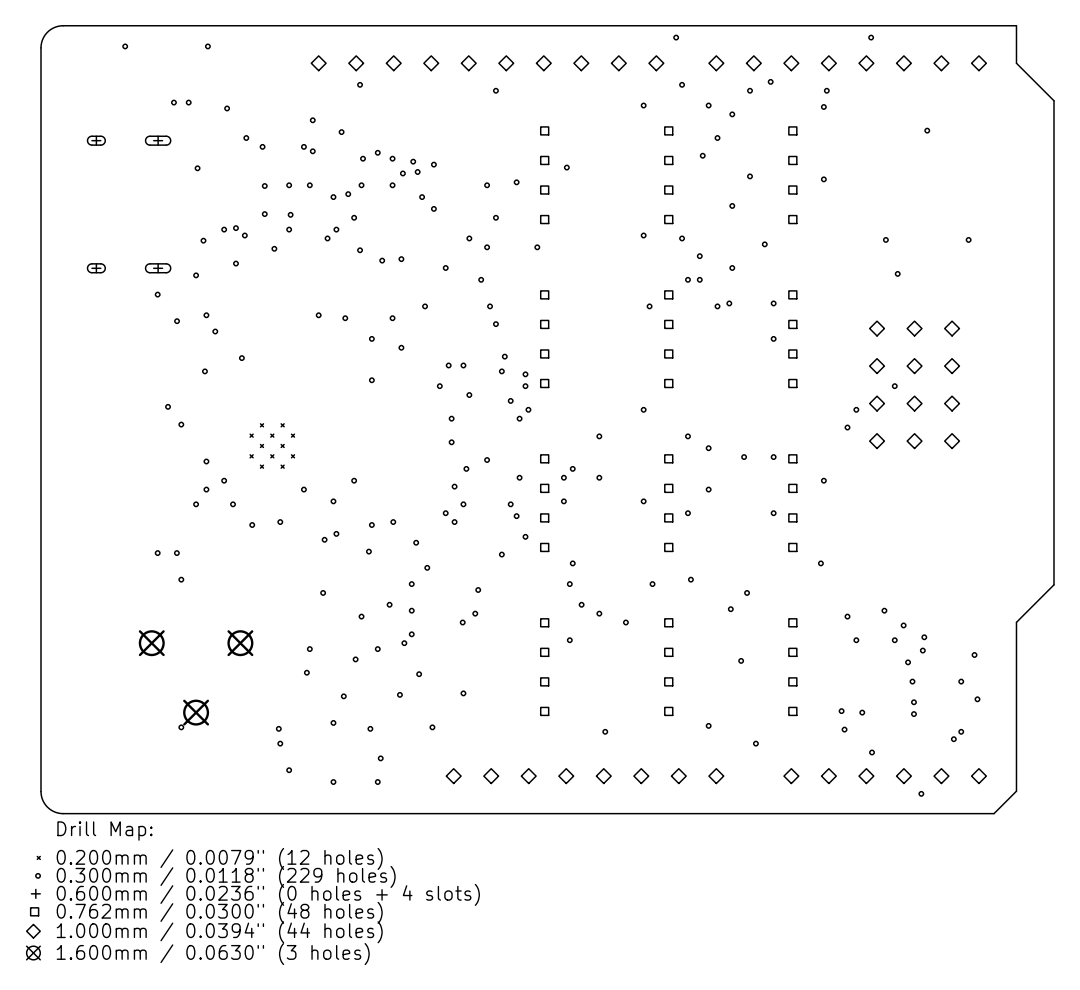 Drill Map:
0.200mm / 0.0079" (12 holes)
0.300mm / 0.0118" (229 holes)
0.600mm / 0.0236" (0 holes + 4 slots)
0.762mm / 0.0300" (48 holes)
1.000mm / 0.0394" (44 holes)
1.600mm / 0.0630" (3 holes)